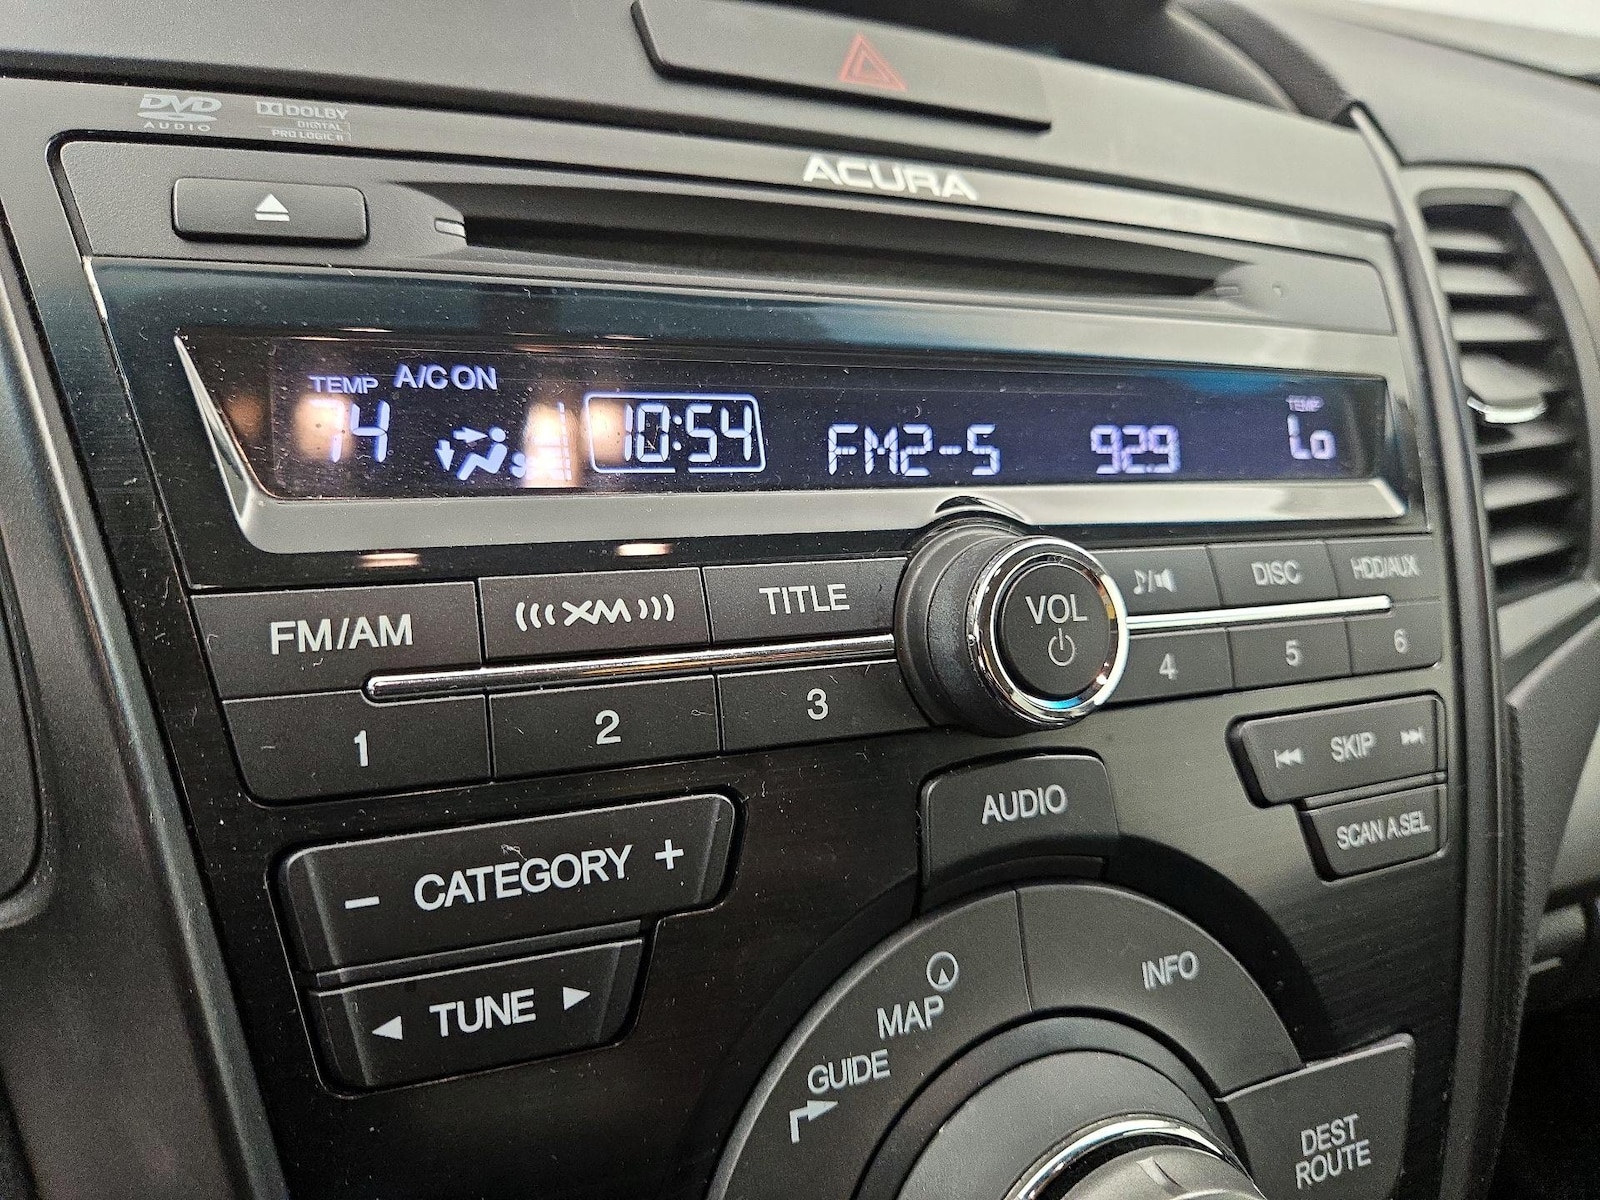 DVD
AUDIO
DOLBY
DIGITAL
PRO LOGIC II
ACURA
TEMP A/C ON
74
10:54
FM2-5
92.9
TEMP
Lo
FM/AM
XM
TITLE
VOL
DISC
HDD/AUX
1
2
3
4
5
6
SKIP
SCAN A.SEL
AUDIO
- CATEGORY +
TUNE
MAP
GUIDE
INFO
DEST
ROUTE